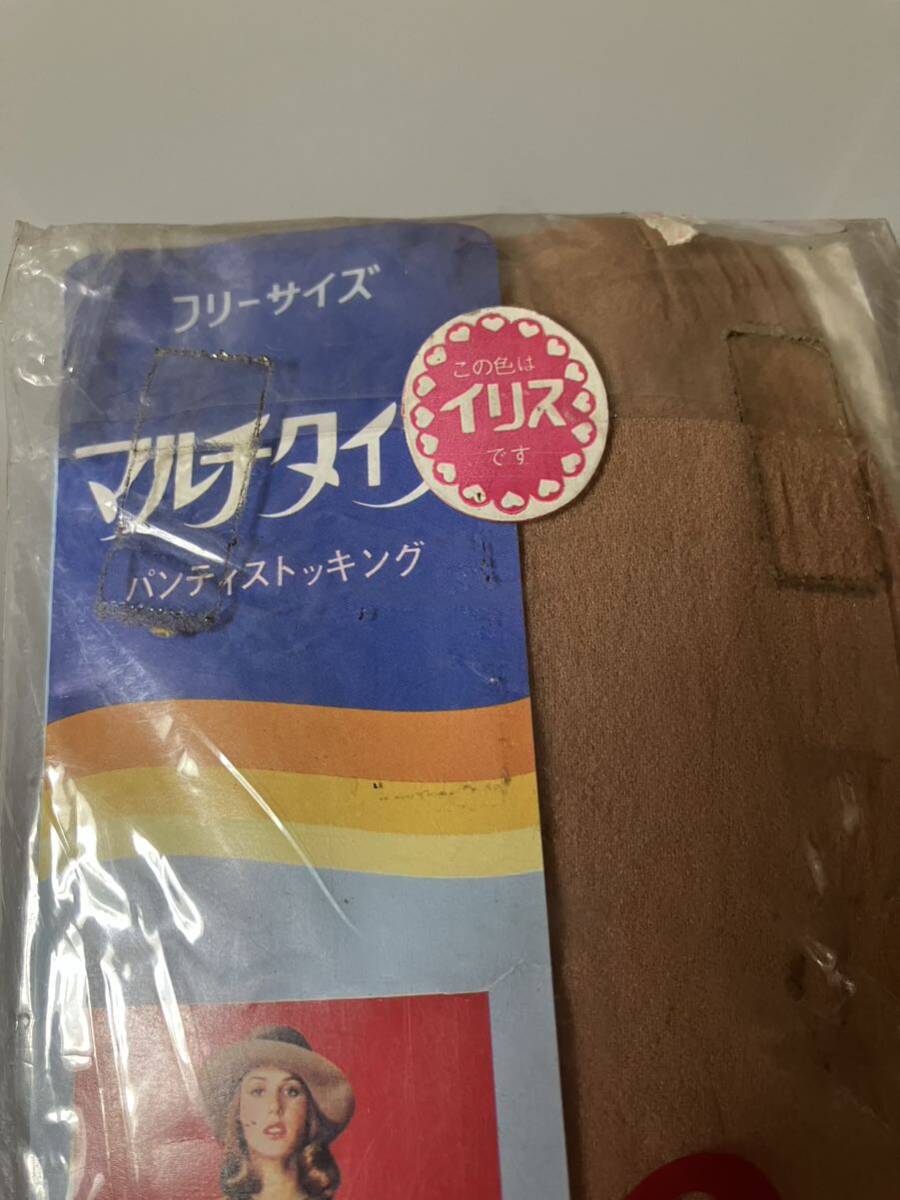 フリーサイズ
マルチタイ
パンティストッキング
この色は
イリス
です